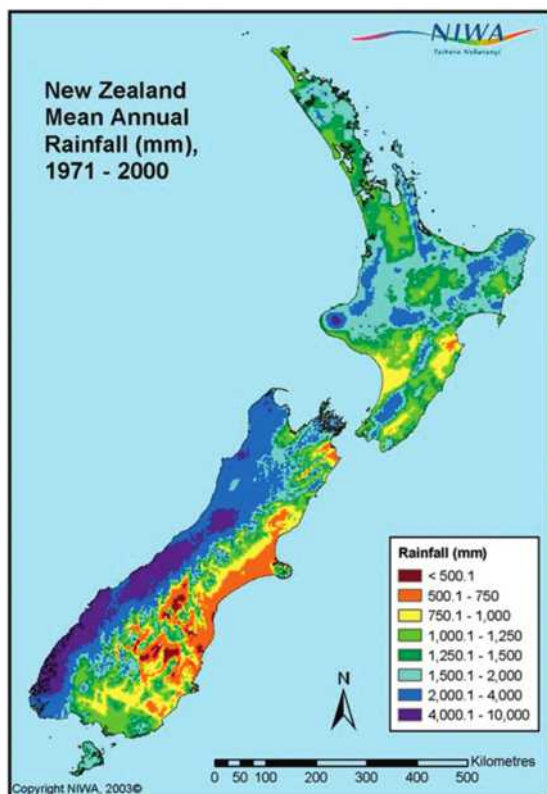 NIWA
Taihoro Nukurangi
New Zealand
Mean Annual
Rainfall (mm),
1971 - 2000
Rainfall (mm)
< 500.1
500.1 - 750
750.1 - 1,000
1,000.1 - 1,250
1,250.1 - 1,500
1,500.1 - 2,000
2,000.1 - 4,000
4,000.1 - 10,000
N
Kilometres
0 50 100 200 300 400 500
Copyright NIWA, 2003©